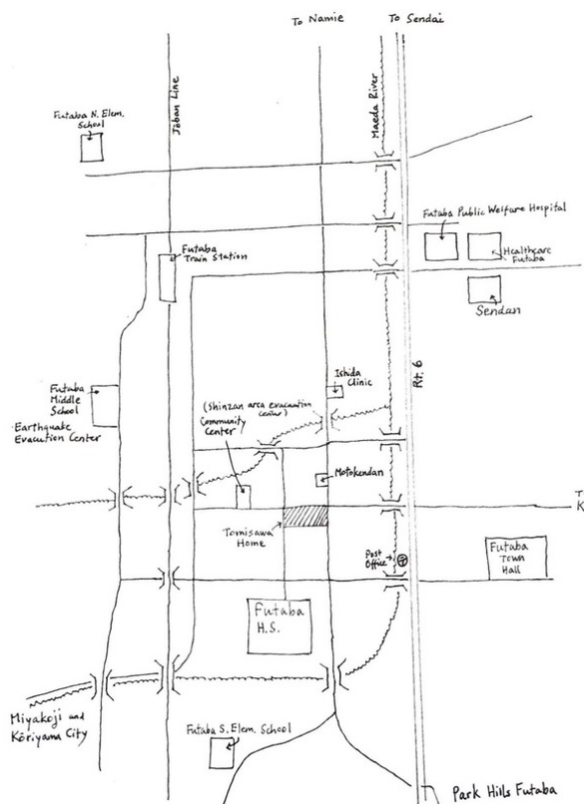 To Namie
To Sendai
Jōban Line
Maeda River
Futaba N. Elem.
School
Futaba Public Welfare Hospital
Futaba
Train Station
Healthcare
Futaba
Sendan
Rt. 6
Ishida
Clinic
Futaba
Middle
School
Earthquake
Evacuation Center
(Shinzan area evacuation
center)
Community
Center
Motokendan
T
K
Tomisawa
Home
Post
Office
Futaba
Town
Hall
Futaba
H.S.
Miyakoji and
Kōriyama City
Futaba S. Elem. School
Park Hills Futaba